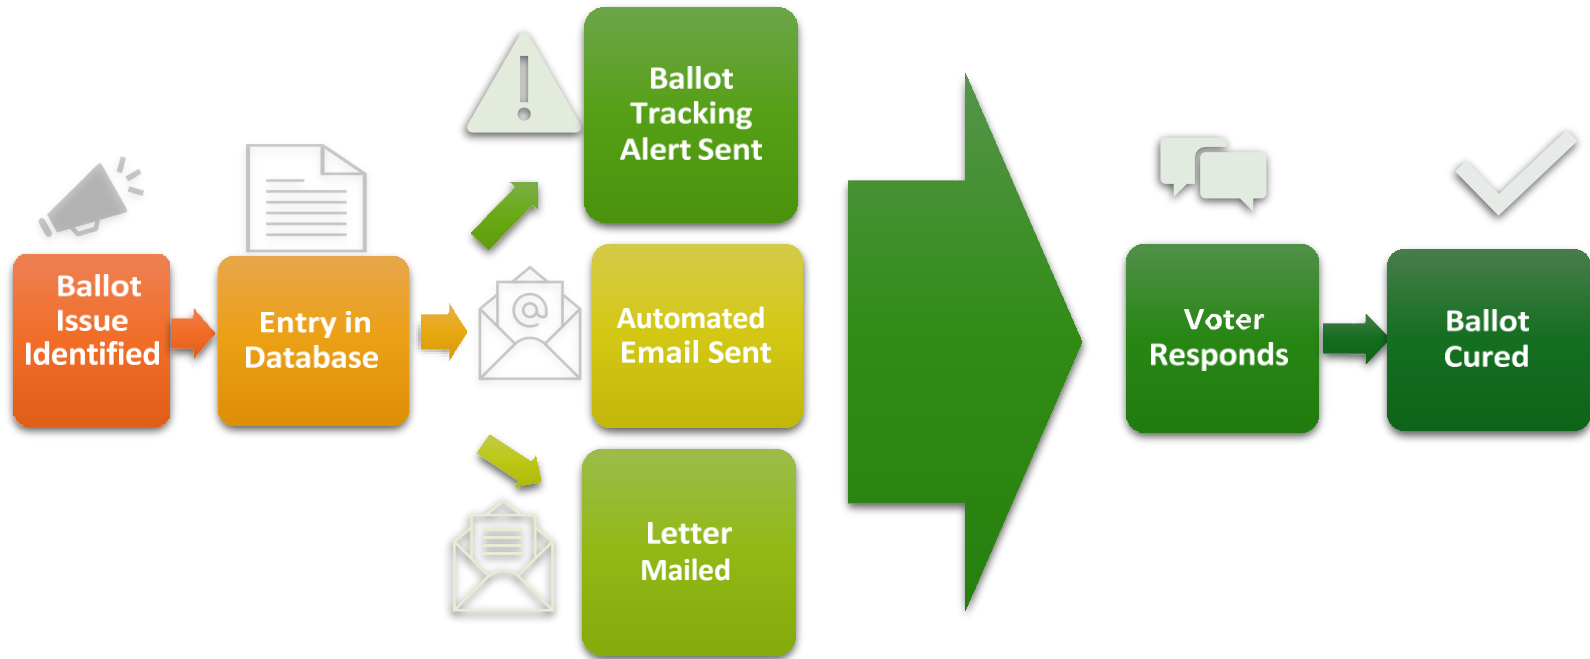 Ballot
Issue
Identified
Entry in
Database
Ballot
Tracking
Alert Sent
@
Automated
Email Sent
Letter
Mailed
Voter
Responds
Ballot
Cured